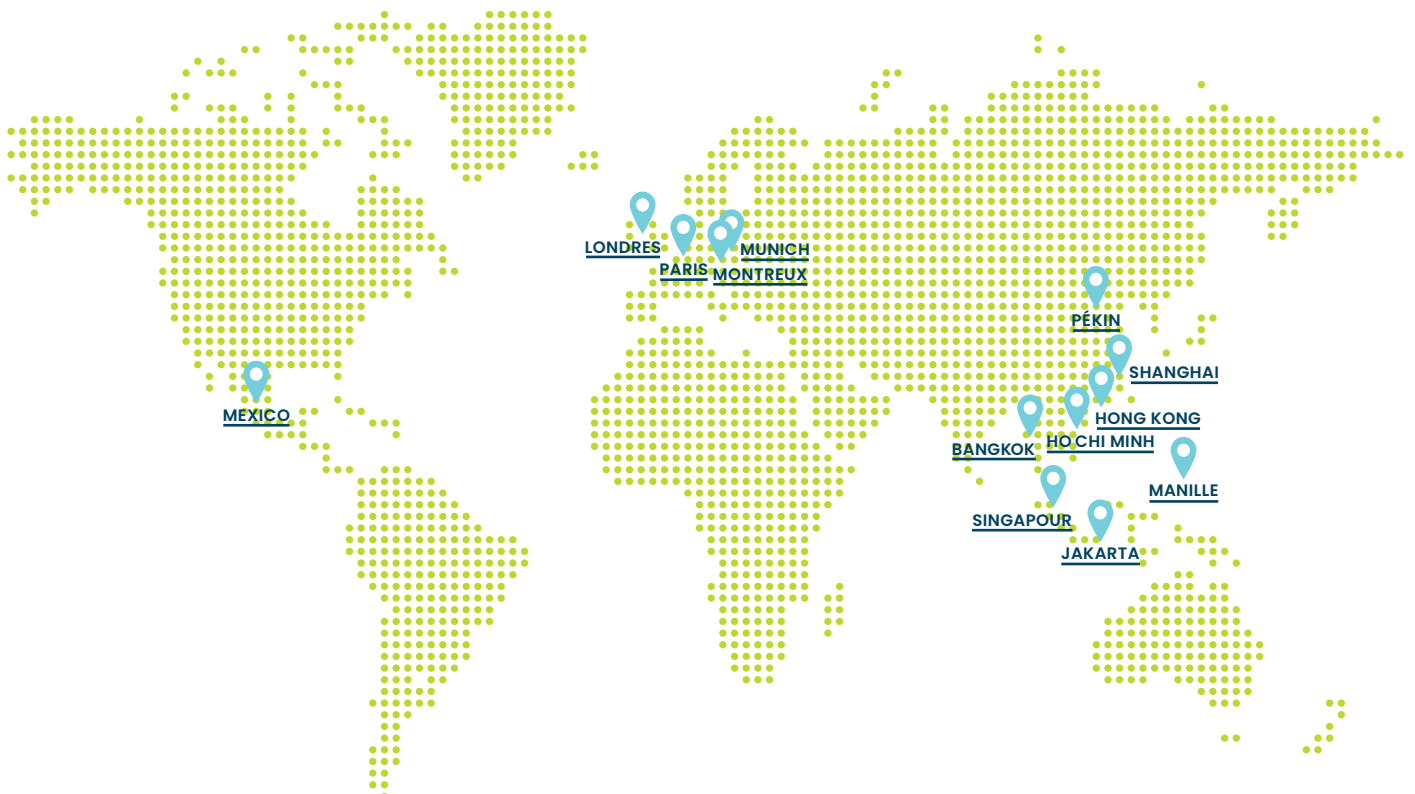 LONDRES
MUNICH
PARIS
MONTREUX
PÉKIN
SHANGHAI
MEXICO
HONG KONG
HO CHI MINH
BANGKOK
MANILLE
SINGAPOUR
JAKARTA